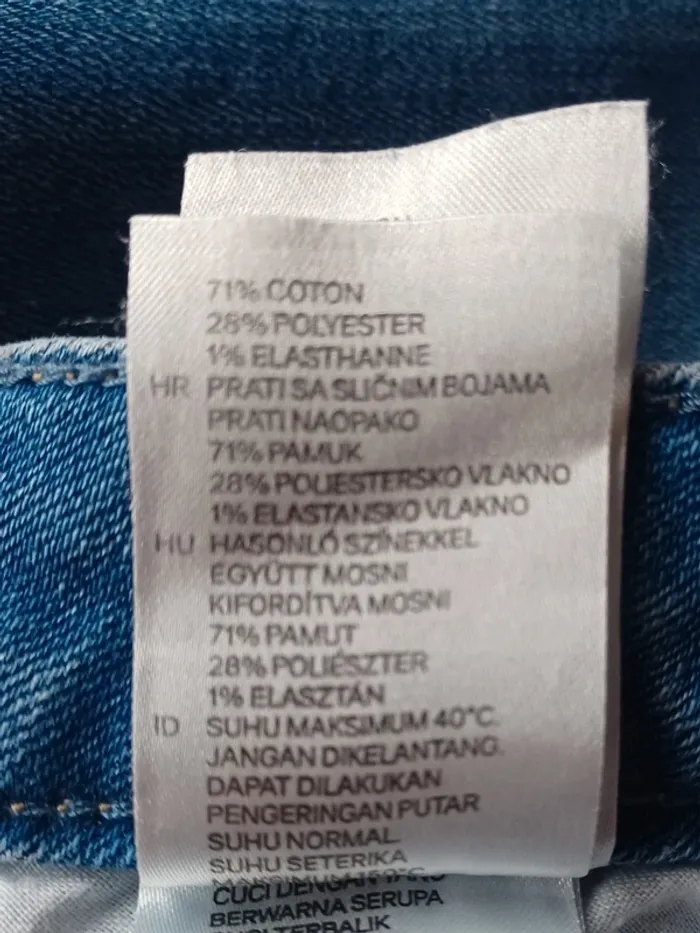 71% COTON
28% POLYESTER
1% ELASTHANNE
HR PRATI SA SLIČNIM BOJAMA
PRATI NAOPAKO
71% PAMUK
28% POLIESTERSKO VLAKNO
1% ELASTANSKO VLAKNO
HU HASONLÓ SZÍNEKKEL
EGYÜTT MOSNI
KIFORDÍTVA MOSNI
71% PAMUT
28% POLIÉSZTER
1% ELASZTÁN
ID SUHU MAKSIMUM 40°C.
JANGAN DIKELANTANG.
DAPAT DILAKUKAN
PENGERINGAN PUTAR
SUHU NORMAL
SUHU SETERIKA
CUCI DENGAN
BERWARNA SERUPA